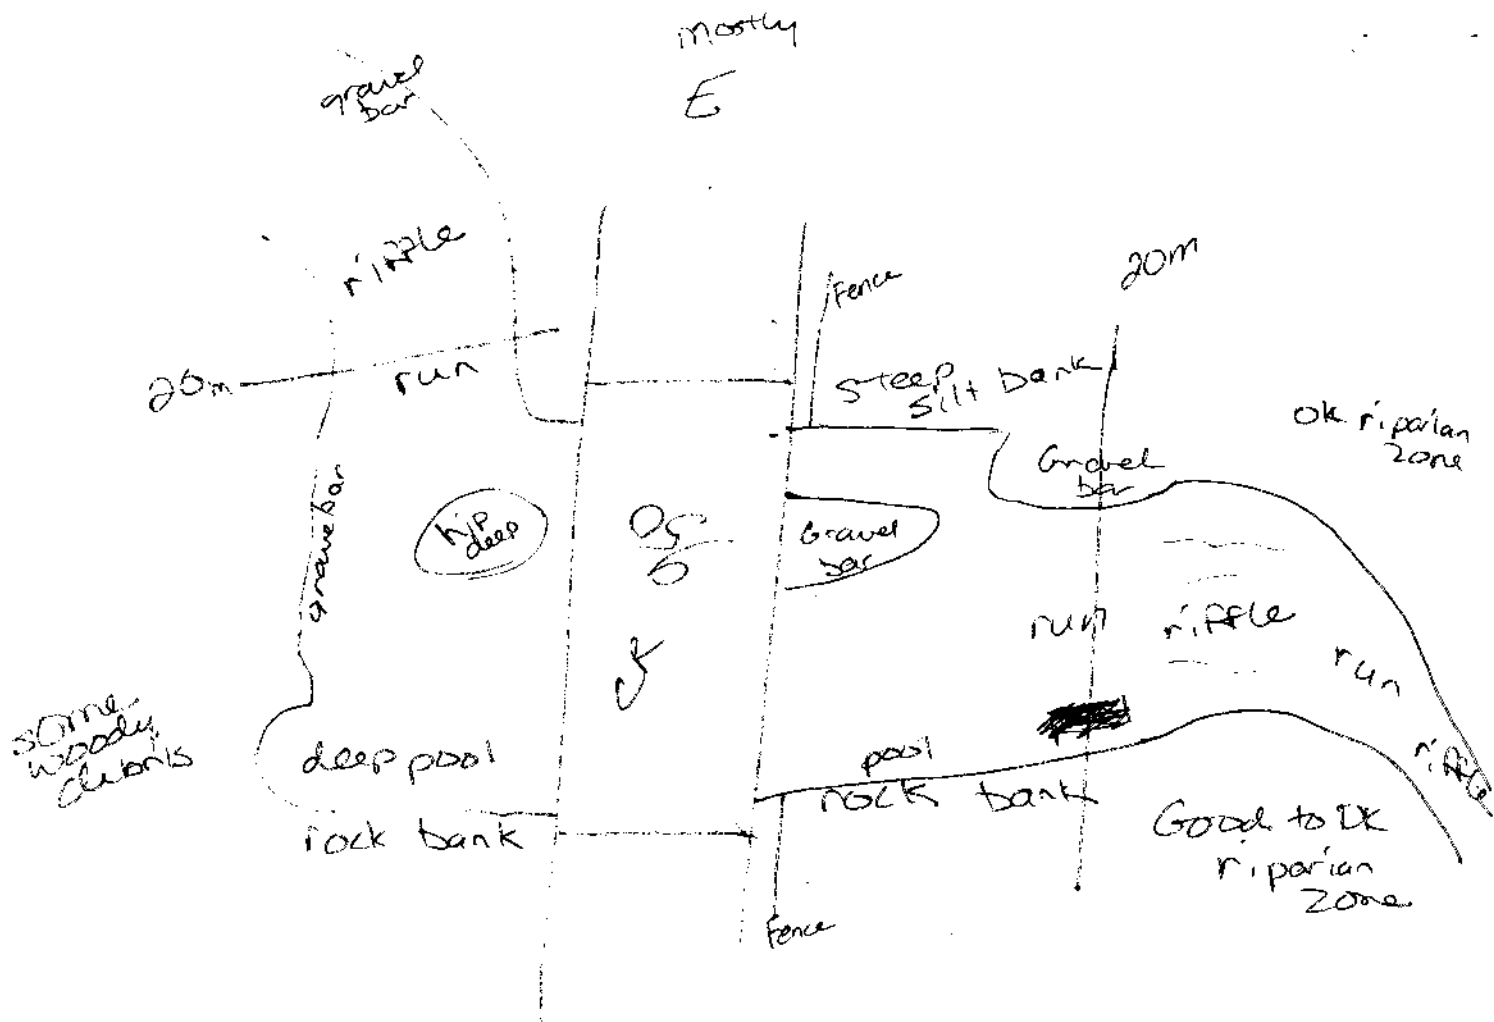 mostly
E
gravel
bar
riffle
Fence
20m
20m
run
steep
silt bank
ok riparian
zone
Gravel
bar
gravel bar
hip
deep
Gravel
bar
run
riffle
run
some
woody
debris
deep pool
pool
riffle
rock bank
rock bank
Good to OK
riparian
zone
Fence